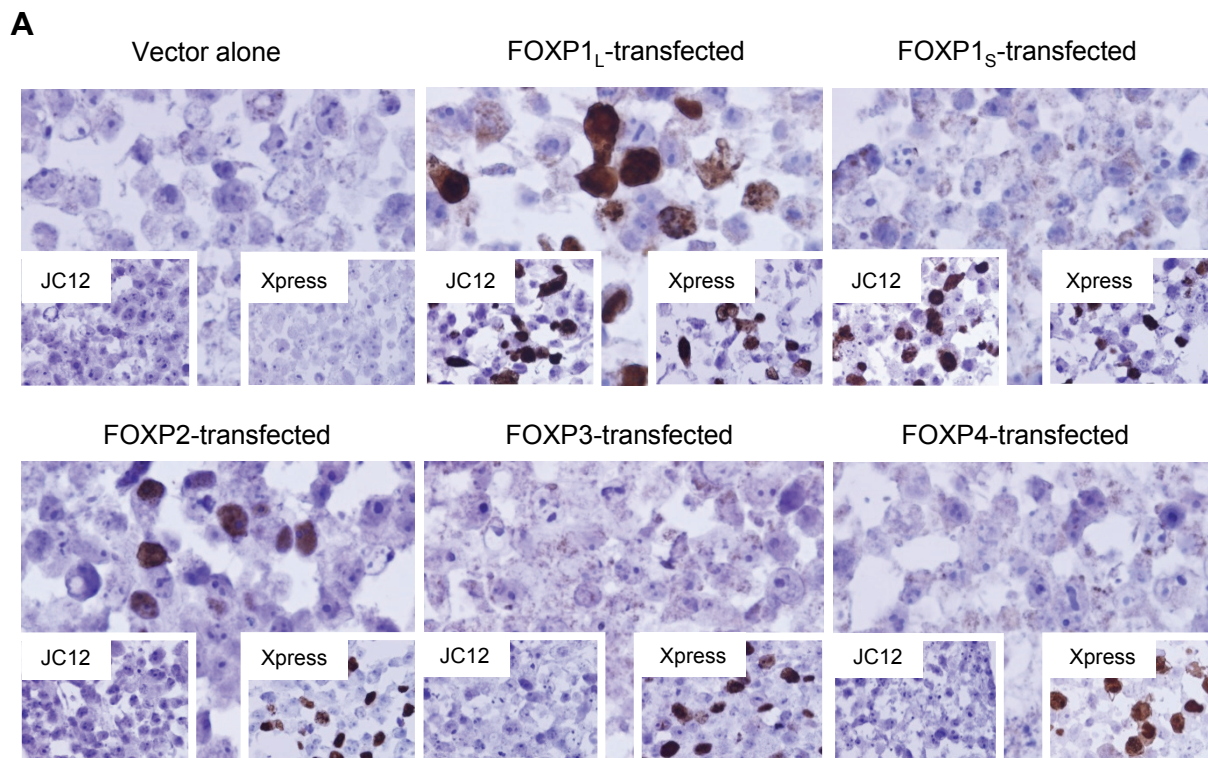 A
Vector alone
FOXP1L-transfected
FOXP1S-transfected
JC12
Xpress
JC12
Xpress
JC12
Xpress
FOXP2-transfected
FOXP3-transfected
FOXP4-transfected
JC12
Xpress
JC12
Xpress
JC12
Xpress